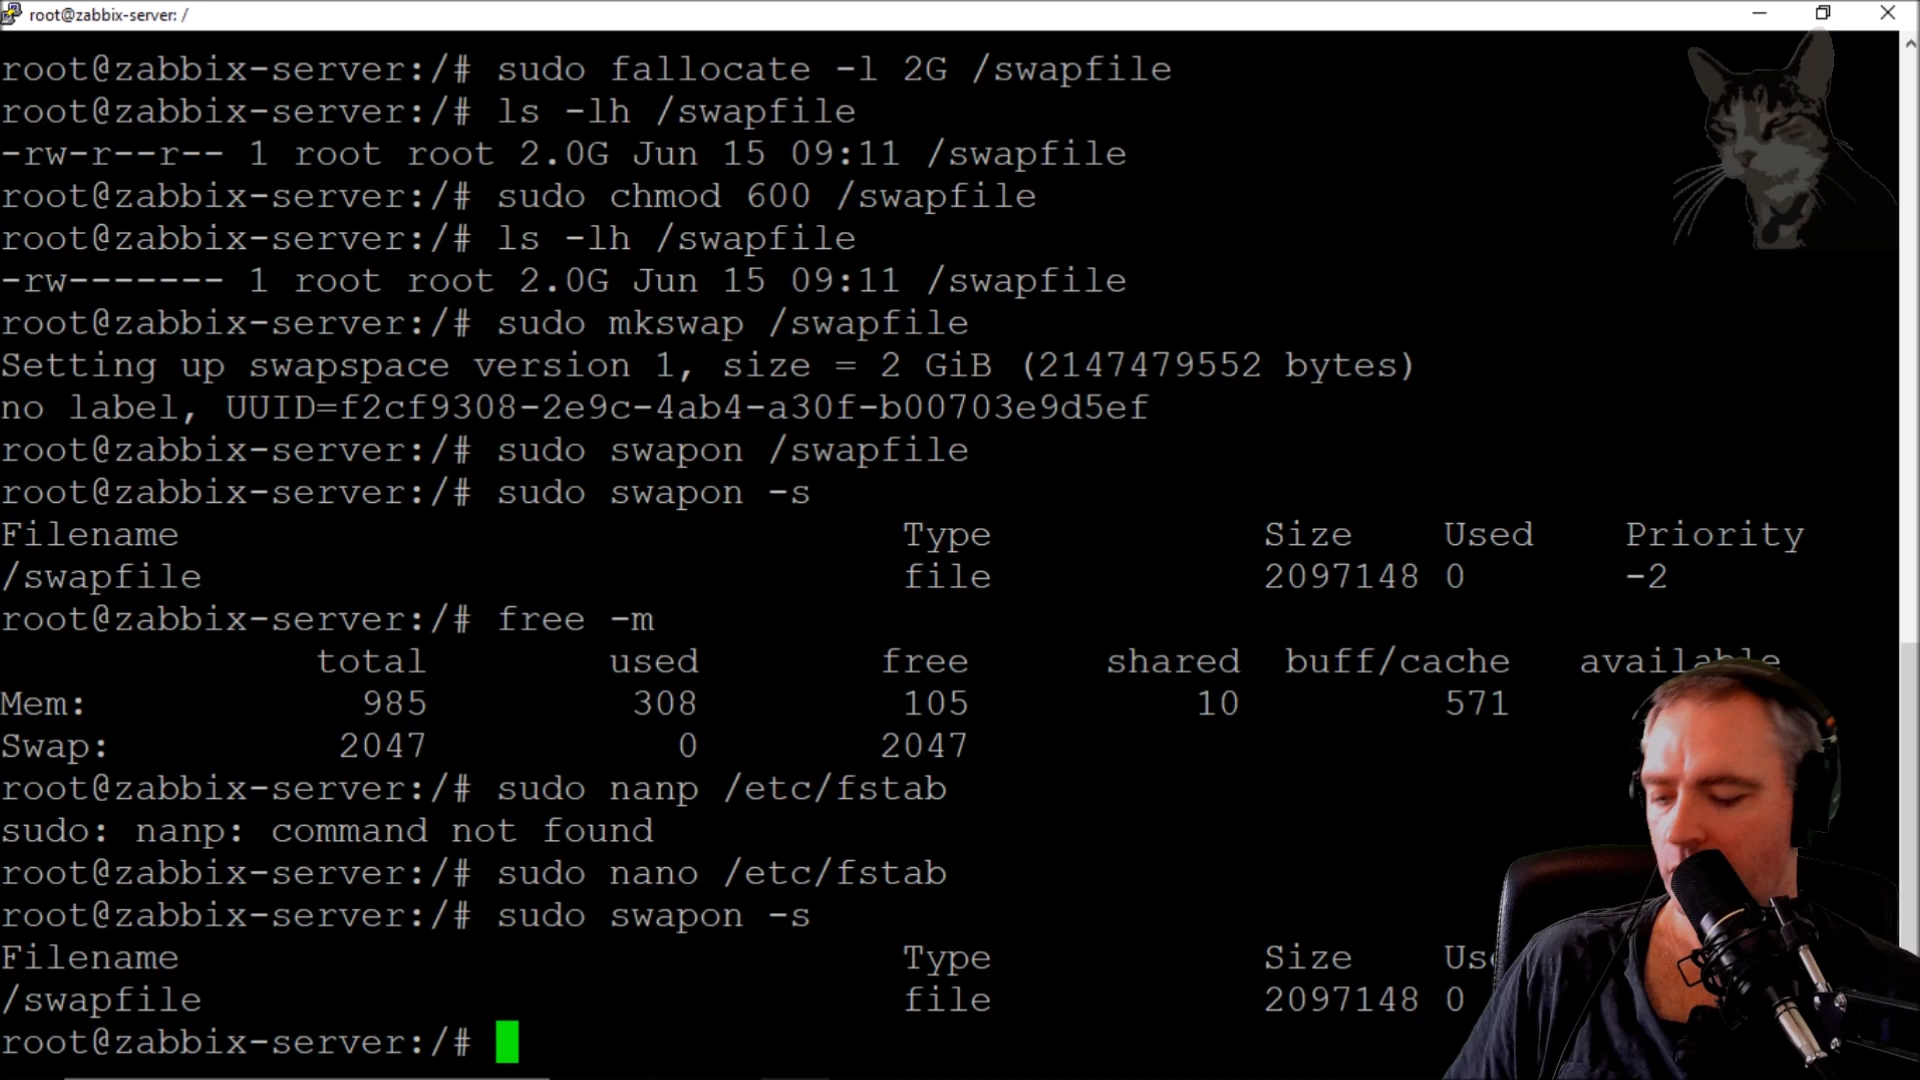 root@zabbix-server: /
root@zabbix-server:/# sudo fallocate -l 2G /swapfile
root@zabbix-server:/# ls -lh /swapfile
-rw-r--r-- 1 root root 2.0G Jun 15 09:11 /swapfile
root@zabbix-server:/# sudo chmod 600 /swapfile
root@zabbix-server:/# ls -lh /swapfile
-rw------- 1 root root 2.0G Jun 15 09:11 /swapfile
root@zabbix-server:/# sudo mkswap /swapfile
Setting up swapspace version 1, size = 2 GiB (2147479552 bytes)
no label, UUID=f2cf9308-2e9c-4ab4-a30f-b00703e9d5ef
root@zabbix-server:/# sudo swapon /swapfile
root@zabbix-server:/# sudo swapon -s
Filename Type Size Used Priority
/swapfile file 2097148 0 -2
root@zabbix-server:/# free -m
total used free shared buff/cache available
Mem: 985 308 105 10 571
Swap: 2047 0 2047
root@zabbix-server:/# sudo nanp /etc/fstab
sudo: nanp: command not found
root@zabbix-server:/# sudo nano /etc/fstab
root@zabbix-server:/# sudo swapon -s
Filename Type Size
/swapfile file 2097148 0
root@zabbix-server:/#